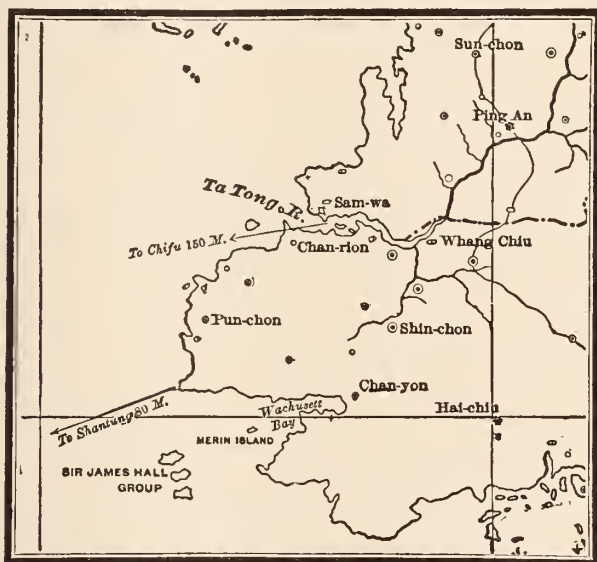 Sun-chon
Ping An
Ta Tong R.
Sam-wa
To Chifu 150 M.
Chan-rion
Whang Chiu
Pun-chon
Shin-chon
Chan-yon
Hai-chiu
Wachusett
Bay
To Shantung 80 M.
MERIN ISLAND
SIR JAMES HALL
GROUP